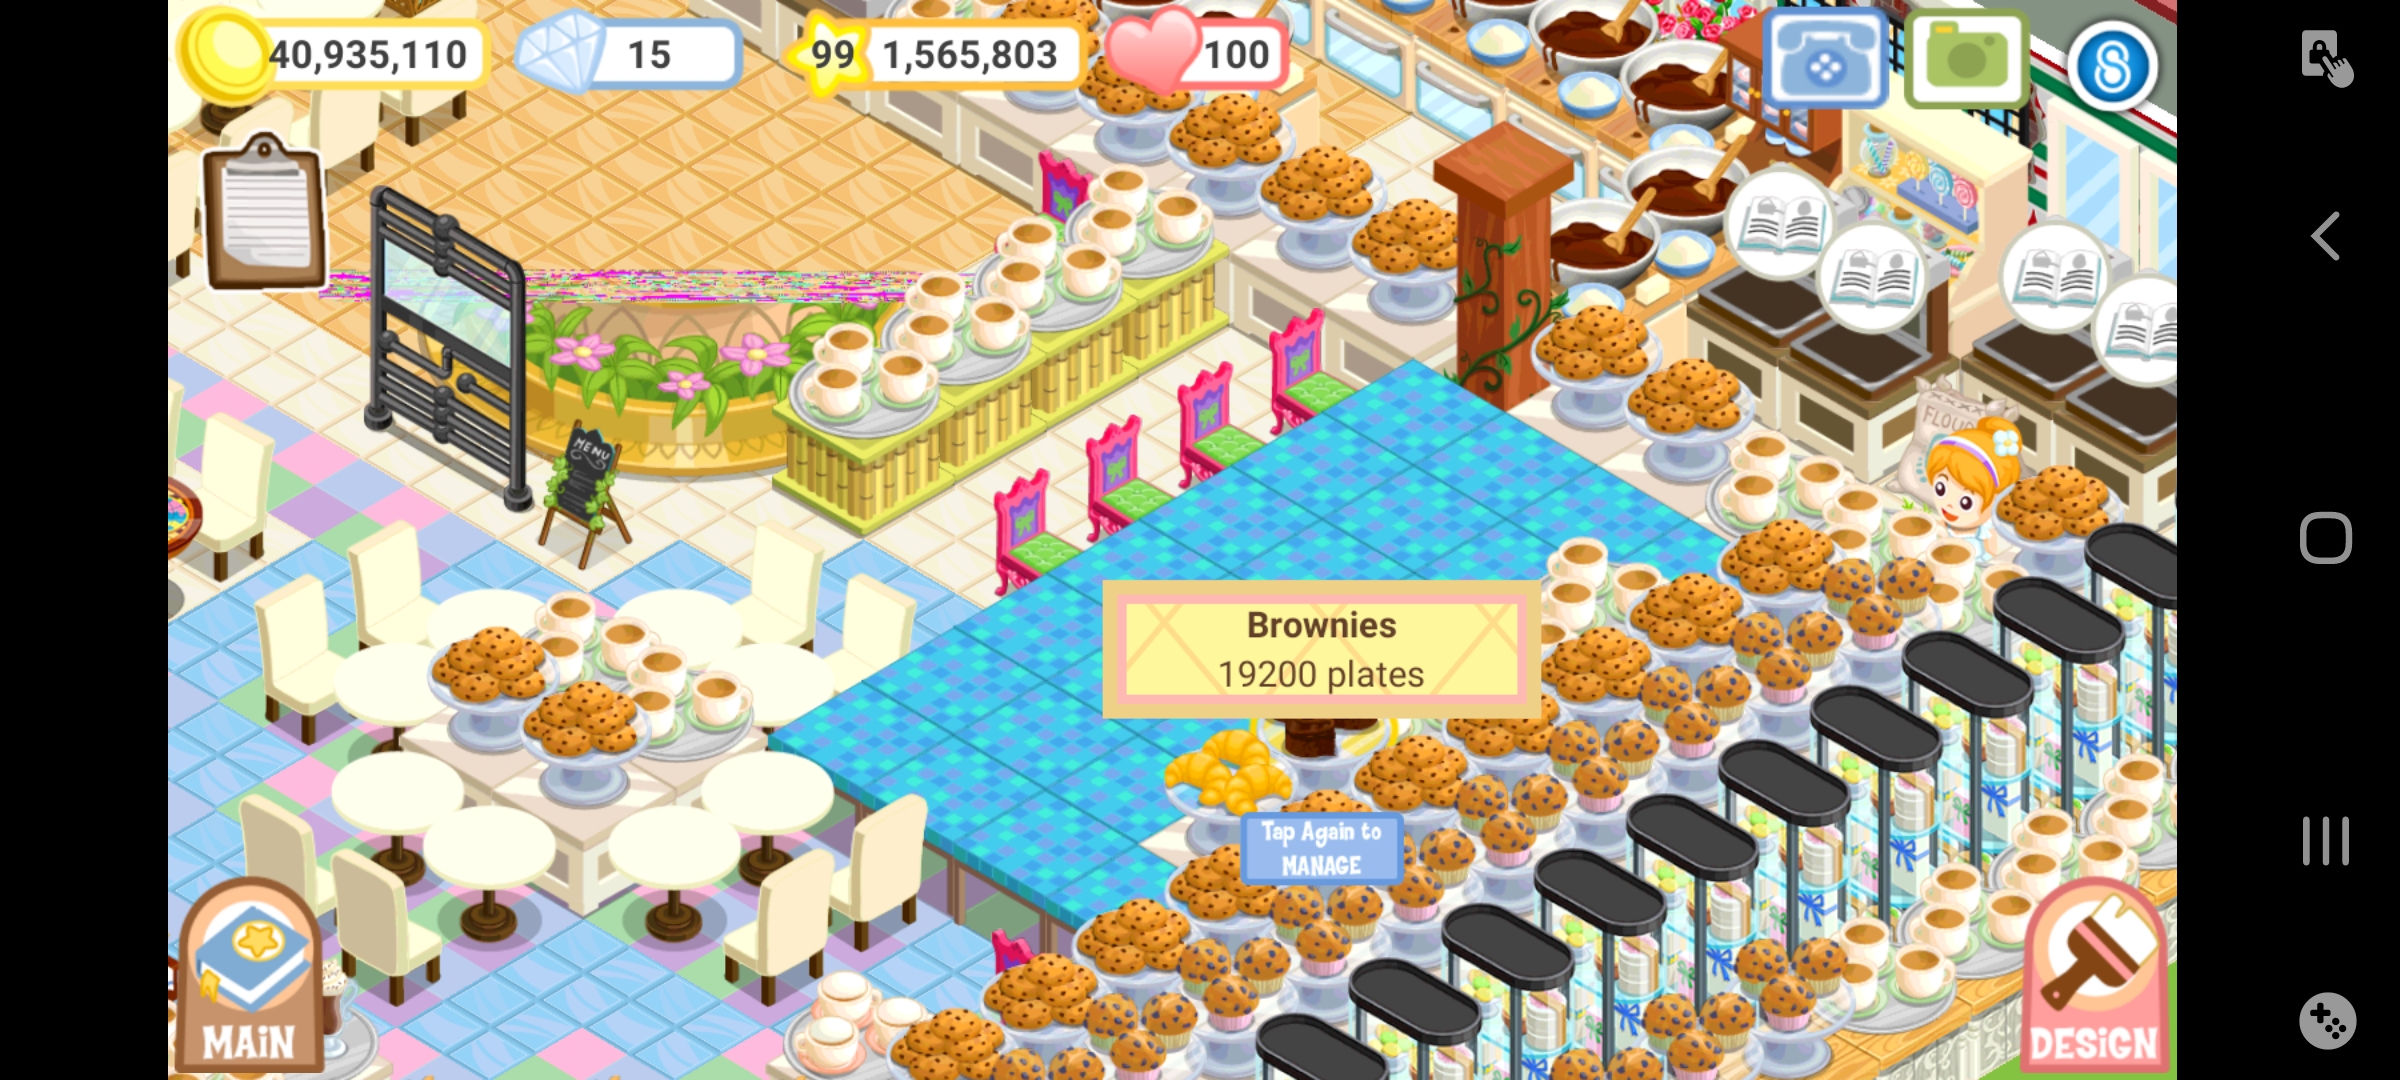 40,935,110
15
99
1,565,803
100
MENU
FLOUR
Brownies
19200 plates
Tap Again to
MANAGE
MAIN
DESIGN